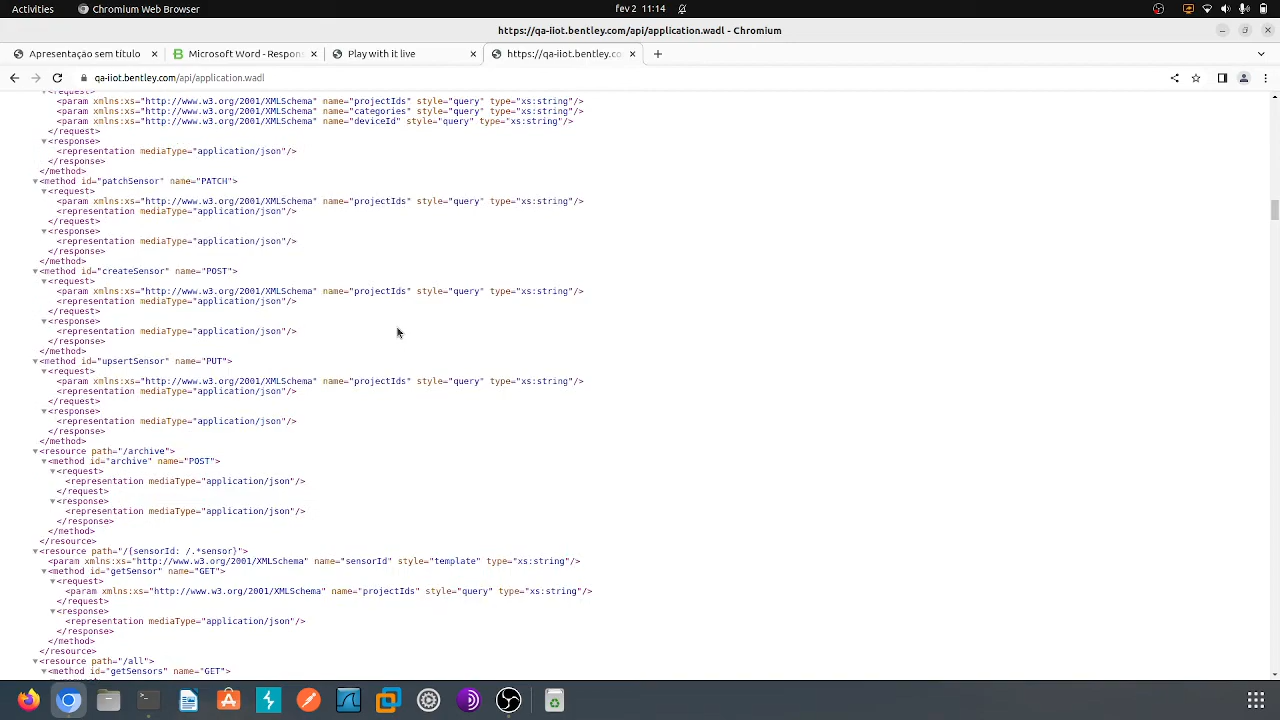 Activities
Chromium Web Browser
fev 2 11:14
https://qa-iiot.bentley.com/api/application.wadl - Chromium
Apresentação sem título
Microsoft Word - Respon
Play with it live
https://qa-iiot.bentley.co
qa-iiot.bentley.com/api/application.wadl
<request>
<param xmlns:xs="http://www.w3.org/2001/XMLSchema" name="projectIds" style="query" type="xs:string"/>
<param xmlns:xs="http://www.w3.org/2001/XMLSchema" name="categories" style="query" type="xs:string"/>
<param xmlns:xs="http://www.w3.org/2001/XMLSchema" name="deviceId" style="query" type="xs:string"/>
</request>
<response>
<representation mediaType="application/json"/>
</response>
</method>
<method id="patchSensor" name="PATCH">
<request>
<param xmlns:xs="http://www.w3.org/2001/XMLSchema" name="projectIds" style="query" type="xs:string"/>
<representation mediaType="application/json"/>
</request>
<response>
<representation mediaType="application/json"/>
</response>
</method>
<method id="createSensor" name="POST">
<request>
<param xmlns:xs="http://www.w3.org/2001/XMLSchema" name="projectIds" style="query" type="xs:string"/>
<representation mediaType="application/json"/>
</request>
<response>
<representation mediaType="application/json"/>
</response>
</method>
<method id="upsertSensor" name="PUT">
<request>
<param xmlns:xs="http://www.w3.org/2001/XMLSchema" name="projectIds" style="query" type="xs:string"/>
<representation mediaType="application/json"/>
</request>
<response>
<representation mediaType="application/json"/>
</response>
</method>
<resource path="/archive">
<method id="archive" name="POST">
<request>
<representation mediaType="application/json"/>
</request>
<response>
<representation mediaType="application/json"/>
</response>
</method>
</resource>
<resource path="/{sensorId: /.*sensor}">
<param xmlns:xs="http://www.w3.org/2001/XMLSchema" name="sensorId" style="template" type="xs:string"/>
<method id="getSensor" name="GET">
<request>
<param xmlns:xs="http://www.w3.org/2001/XMLSchema" name="projectIds" style="query" type="xs:string"/>
</request>
<response>
<representation mediaType="application/json"/>
</response>
</method>
</resource>
<resource path="/all">
<method id="getSensors" name="GET">